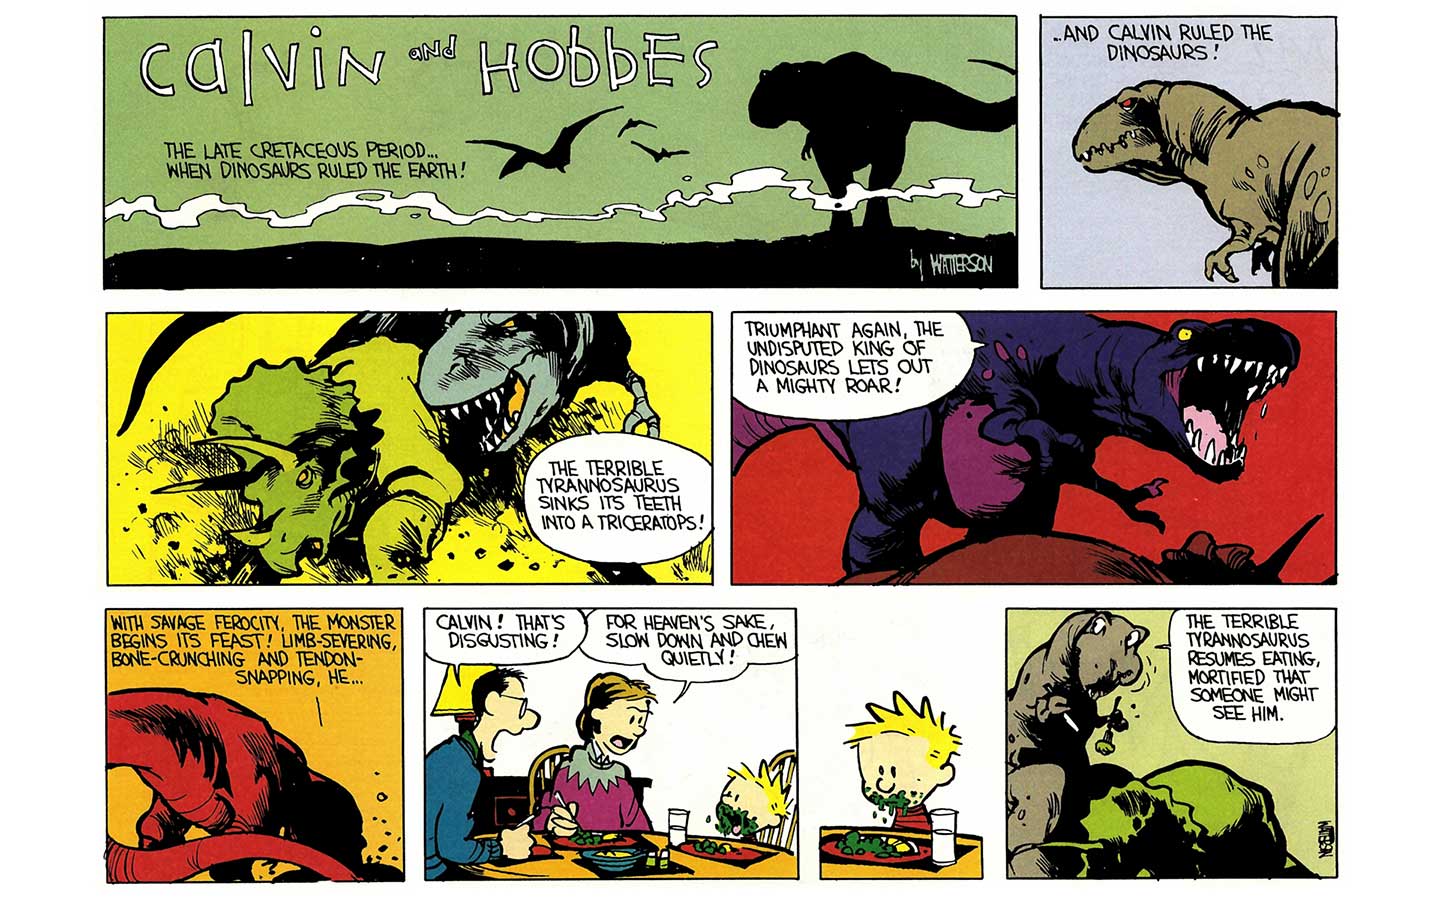 CALVIN AND HOBBES
THE LATE CRETACEOUS PERIOD...
WHEN DINOSAURS RULED THE EARTH!
by WATTERSON
...AND CALVIN RULED THE
DINOSAURS!
THE TERRIBLE
TYRANNOSAURUS
SINKS ITS TEETH
INTO A TRICERATOPS!
TRIUMPHANT AGAIN, THE
UNDISPUTED KING OF
DINOSAURS LETS OUT
A MIGHTY ROAR!
WITH SAVAGE FEROCITY, THE MONSTER
BEGINS ITS FEAST! LIMB-SEVERING,
BONE-CRUNCHING AND TENDON-
SNAPPING, HE...
CALVIN! THAT'S
DISGUSTING!
FOR HEAVEN'S SAKE,
SLOW DOWN AND CHEW
QUIETLY!
THE TERRIBLE
TYRANNOSAURUS
RESUMES EATING,
MORTIFIED THAT
SOMEONE MIGHT
SEE HIM.
WATTERSON